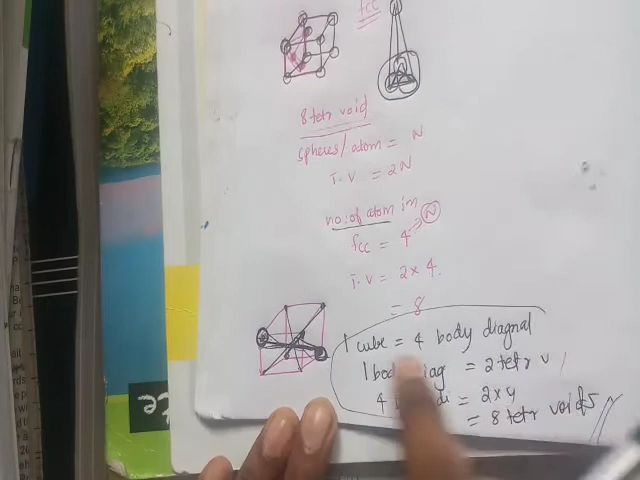 fcc
8 tetr void
spheres/atom = N
T.V = 2N
no: of atom in
fcc = 4 → N
T.V = 2×4.
= 8
1 cube = 4 body diagnal
1 body diag = 2 tetr v
4 di = 2×4
= 8 tetr voids